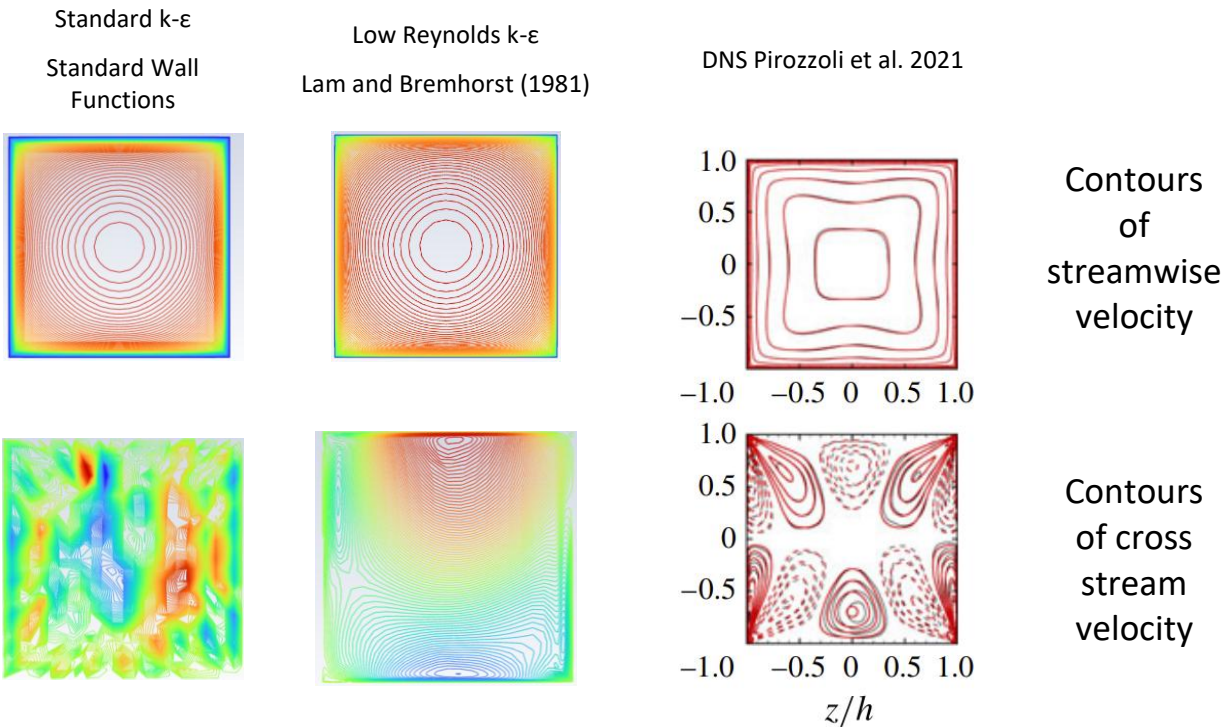 Standard k-ε
Standard Wall
Functions
Low Reynolds k-ε
Lam and Bremhorst (1981)
DNS Pirozzoli et al. 2021
1.0
0.5
0
−0.5
−1.0 −0.5 0 0.5 1.0
Contours
of
streamwise
velocity
1.0
0.5
0
−0.5
−1.0 −0.5 0 0.5 1.0
z/h
Contours
of cross
stream
velocity